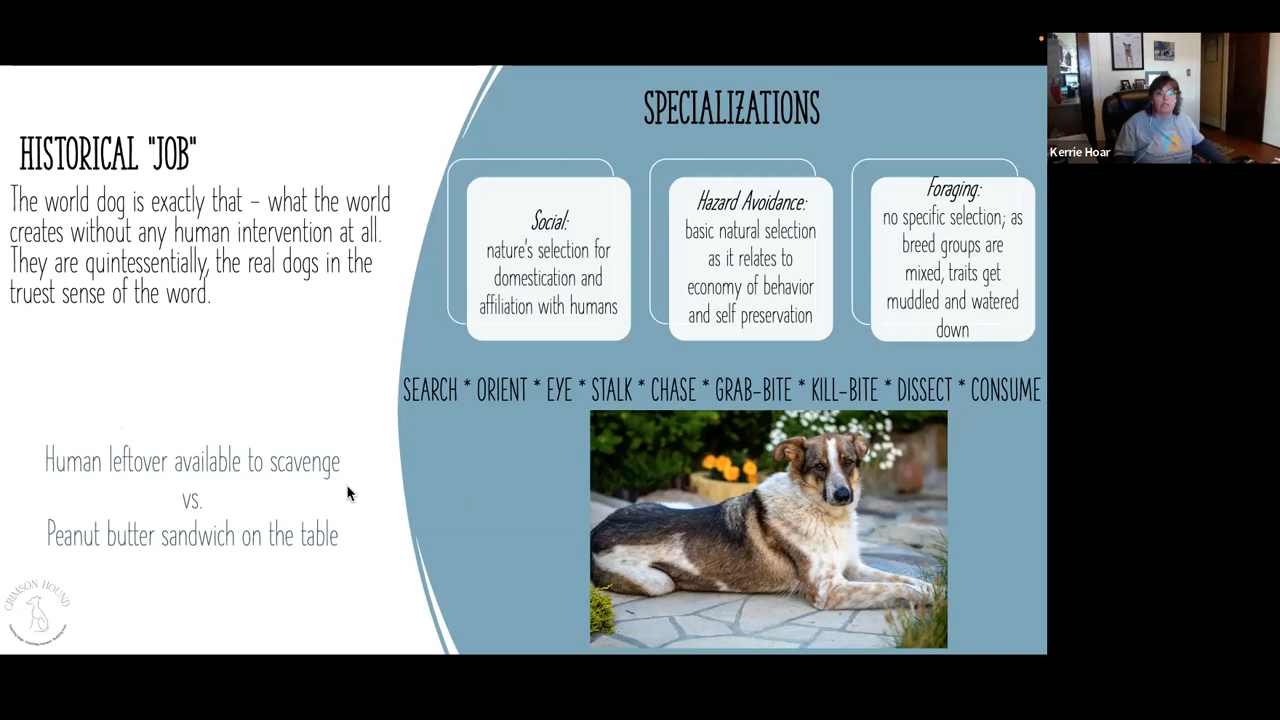 HISTORICAL "JOB"
The world dog is exactly that – what the world
creates without any human intervention at all.
They are quintessentially, the real dogs in the
truest sense of the word.
Human leftover available to scavenge
vs.
Peanut butter sandwich on the table
CRIMSON HOUND
SPECIALIZATIONS
Social:
nature's selection for
domestication and
affiliation with humans
Hazard Avoidance:
basic natural selection
as it relates to
economy of behavior
and self preservation
Foraging:
no specific selection; as
breed groups are
mixed, traits get
muddled and watered
down
SEARCH * ORIENT * EYE * STALK * CHASE * GRAB-BITE * KILL-BITE * DISSECT * CONSUME
Kerrie Hoar